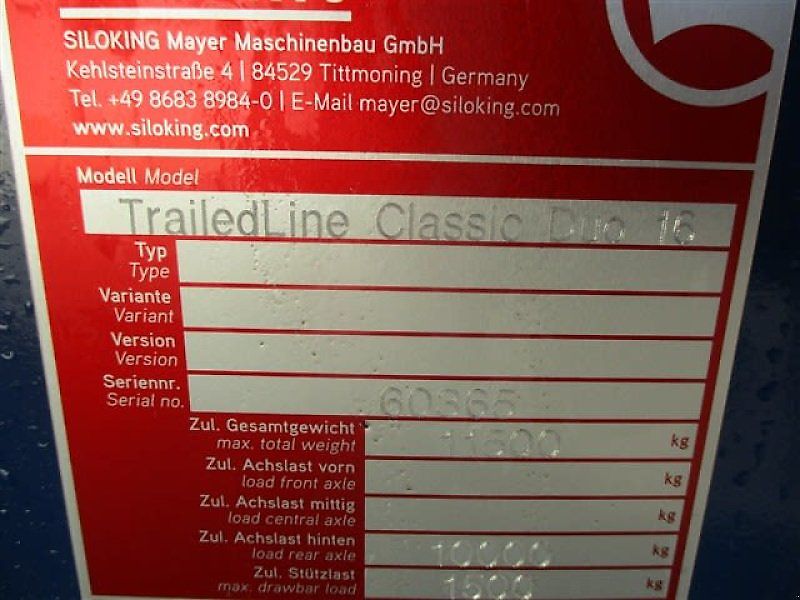 SILOKING Mayer Maschinenbau GmbH
Kehlsteinstraße 4 | 84529 Tittmoning | Germany
Tel. +49 8683 8984-0 | E-Mail mayer@siloking.com
www.siloking.com
Modell Model
TrailedLine Classic Duo 16
Typ
Type
Variante
Variant
Version
Version
Seriennr.
Serial no. 60365
Zul. Gesamtgewicht
max. total weight 11500 kg
Zul. Achslast vorn
load front axle kg
Zul. Achslast mittig
load central axle kg
Zul. Achslast hinten
load rear axle 10000 kg
Zul. Stützlast
max. drawbar load 1500 kg